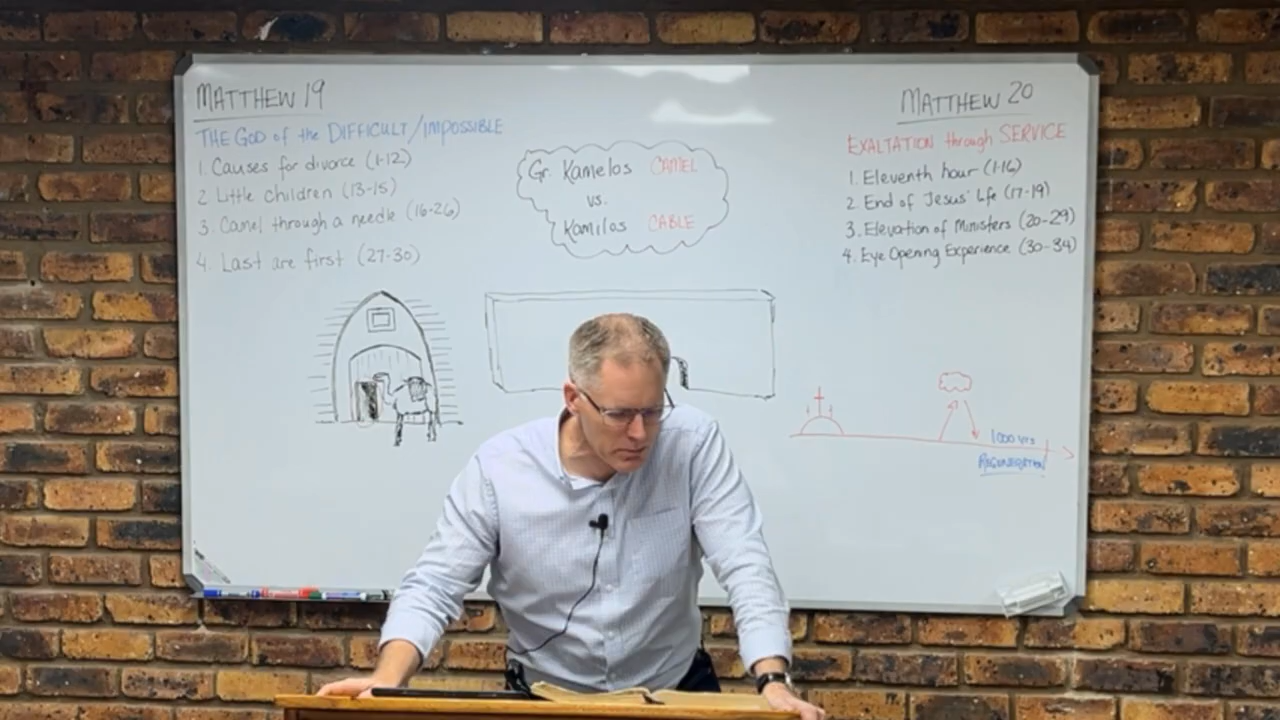 MATTHEW 19
THE GOD of the DIFFICULT/IMPOSSIBLE
1. Causes for divorce (1-12)
2 Little children (13-15)
3. Camel through a needle (16-26)
4. Last are first (27-30)
Gr. Kamelos CAMEL
vs.
Kamilos CABLE
MATTHEW 20
EXALTATION through SERVICE
1. Eleventh hour (1-16)
2. End of Jesus' life (17-19)
3. Elevation of Ministers (20-29)
4. Eye Opening Experience (30-34)
1000 yrs
REGENERATION